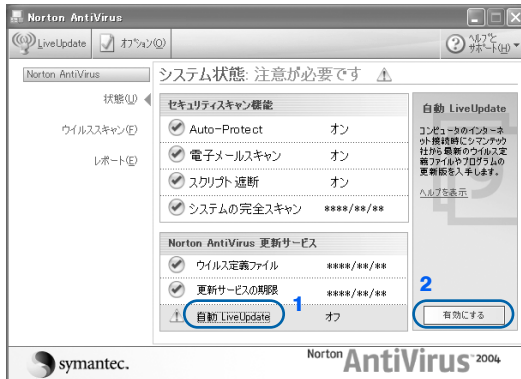 Norton AntiVirus
LiveUpdate オプション(O) ヘルプとサポート(H)
Norton AntiVirus
状態(U)
ウイルススキャン(F)
レポート(E)
システム状態: 注意が必要です
セキュリティスキャン機能
Auto-Protect オン
電子メールスキャン オン
スクリプト遮断 オン
システムの完全スキャン ****/**/**
Norton AntiVirus 更新サービス
ウイルス定義ファイル ****/**/**
更新サービスの期限 ****/**/**
自動 LiveUpdate オフ
1
自動 LiveUpdate
コンピュータのインターネ
ット接続時にシマンテック
社から最新のウイルス定
義ファイルやプログラムの
更新版を入手します。
ヘルプを表示
2
有効にする
symantec.
Norton AntiVirus 2004